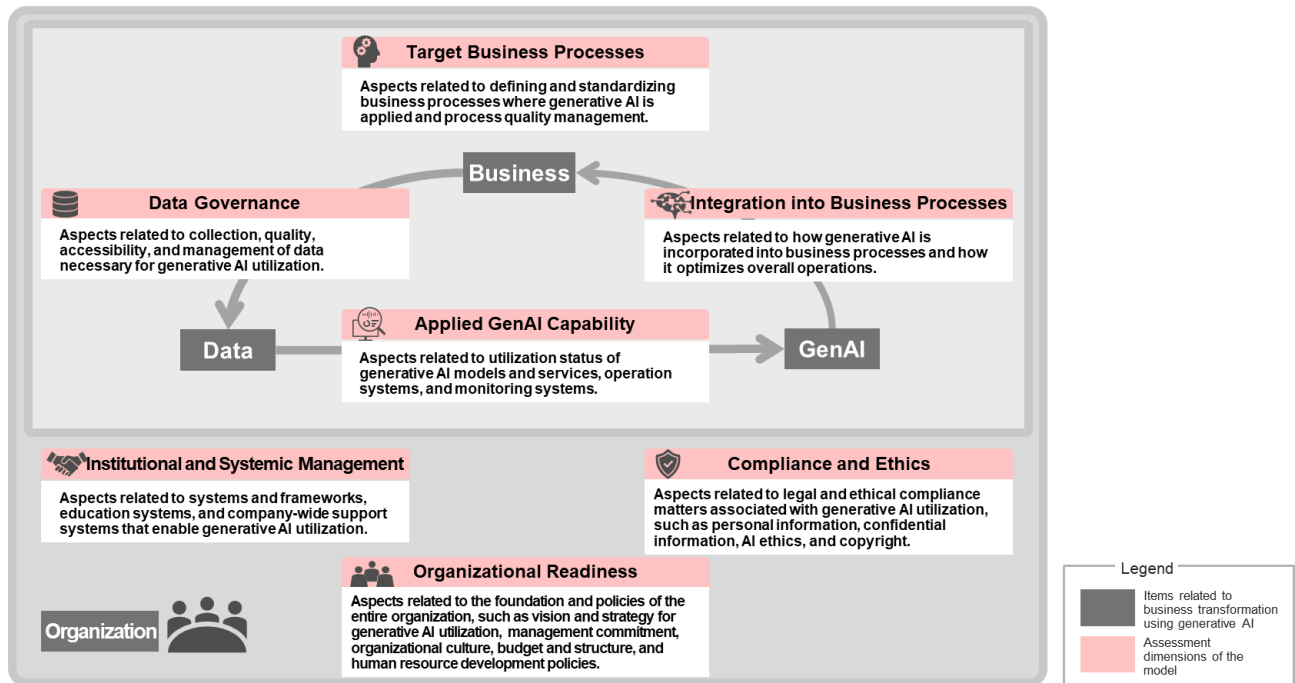 Target Business Processes
Aspects related to defining and standardizing
business processes where generative AI is
applied and process quality management.
Business
Data Governance
Aspects related to collection, quality,
accessibility, and management of data
necessary for generative AI utilization.
Integration into Business Processes
Aspects related to how generative AI is
incorporated into business processes and how
it optimizes overall operations.
Applied GenAI Capability
Aspects related to utilization status of
generative AI models and services, operation
systems, and monitoring systems.
Data
GenAI
Institutional and Systemic Management
Aspects related to systems and frameworks,
education systems, and company-wide support
systems that enable generative AI utilization.
Compliance and Ethics
Aspects related to legal and ethical compliance
matters associated with generative AI utilization,
such as personal information, confidential
information, AI ethics, and copyright.
Organizational Readiness
Aspects related to the foundation and policies of the
entire organization, such as vision and strategy for
generative AI utilization, management commitment,
organizational culture, budget and structure, and
human resource development policies.
Organization
Legend
Items related to
business transformation
using generative AI
Assessment
dimensions of the
model